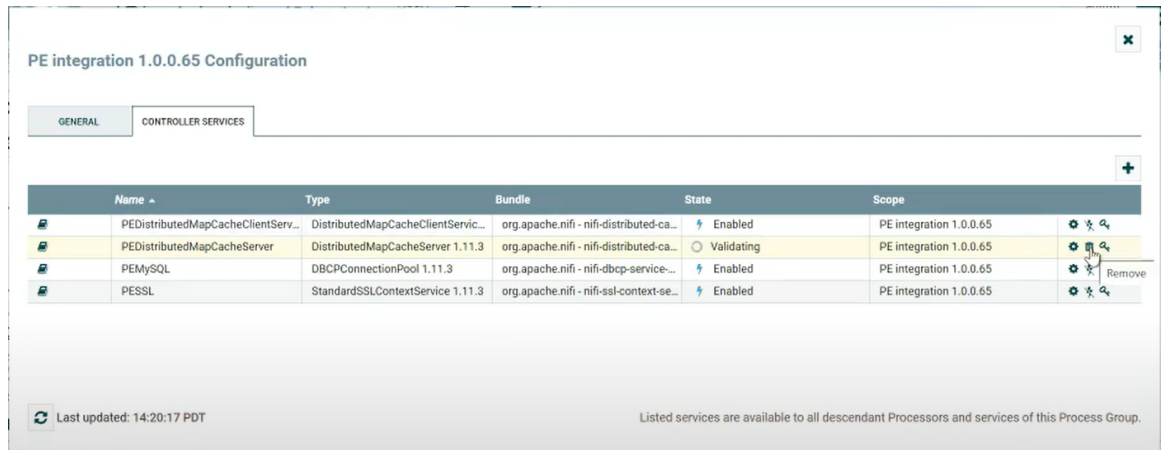 PE integration 1.0.0.65 Configuration
GENERAL CONTROLLER SERVICES
Name Type Bundle State Scope
PEDistributedMapCacheClientServ... DistributedMapCacheClientServic... org.apache.nifi - nifi-distributed-ca... Enabled PE integration 1.0.0.65
PEDistributedMapCacheServer DistributedMapCacheServer 1.11.3 org.apache.nifi - nifi-distributed-ca... Validating PE integration 1.0.0.65
PEMySQL DBCPConnectionPool 1.11.3 org.apache.nifi - nifi-dbcp-service-... Enabled PE integration 1.0.0.65
Remove
PESSL StandardSSLContextService 1.11.3 org.apache.nifi - nifi-ssl-context-se... Enabled PE integration 1.0.0.65
Last updated: 14:20:17 PDT Listed services are available to all descendant Processors and services of this Process Group.